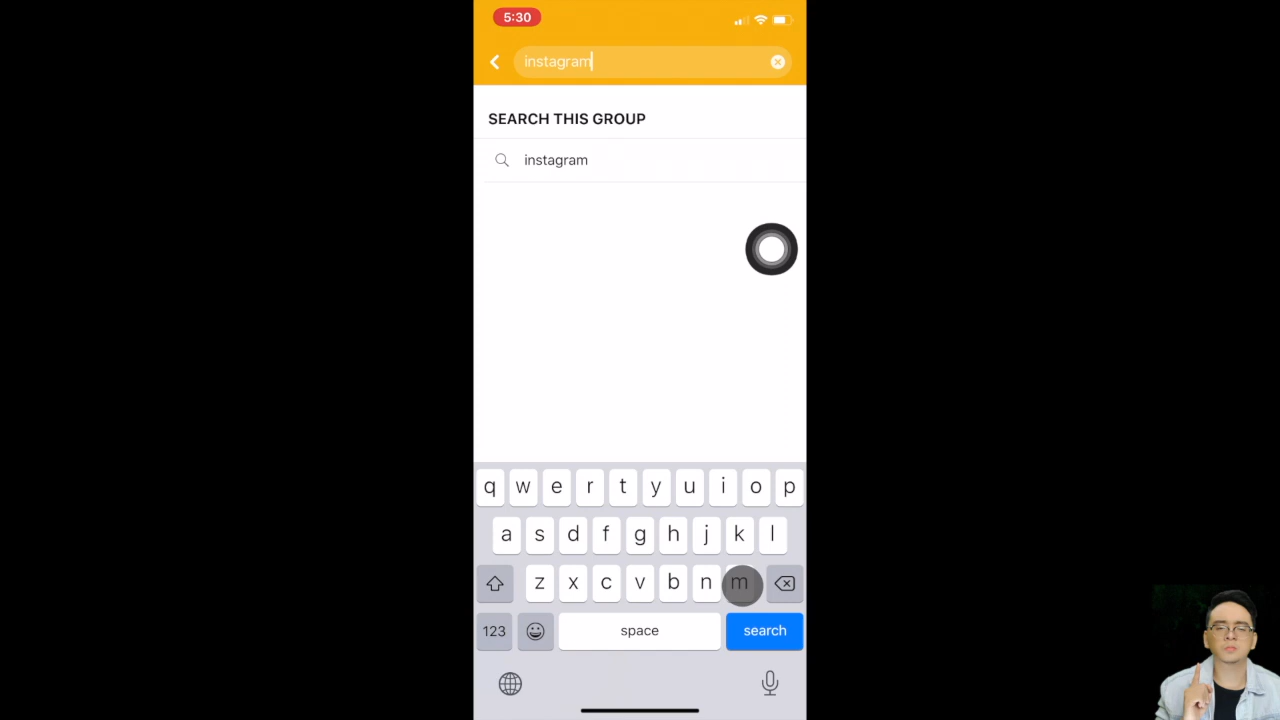 5:30
instagram
SEARCH THIS GROUP
instagram
q w e r t y u i o p
a s d f g h j k l
z x c v b n m
123 space search